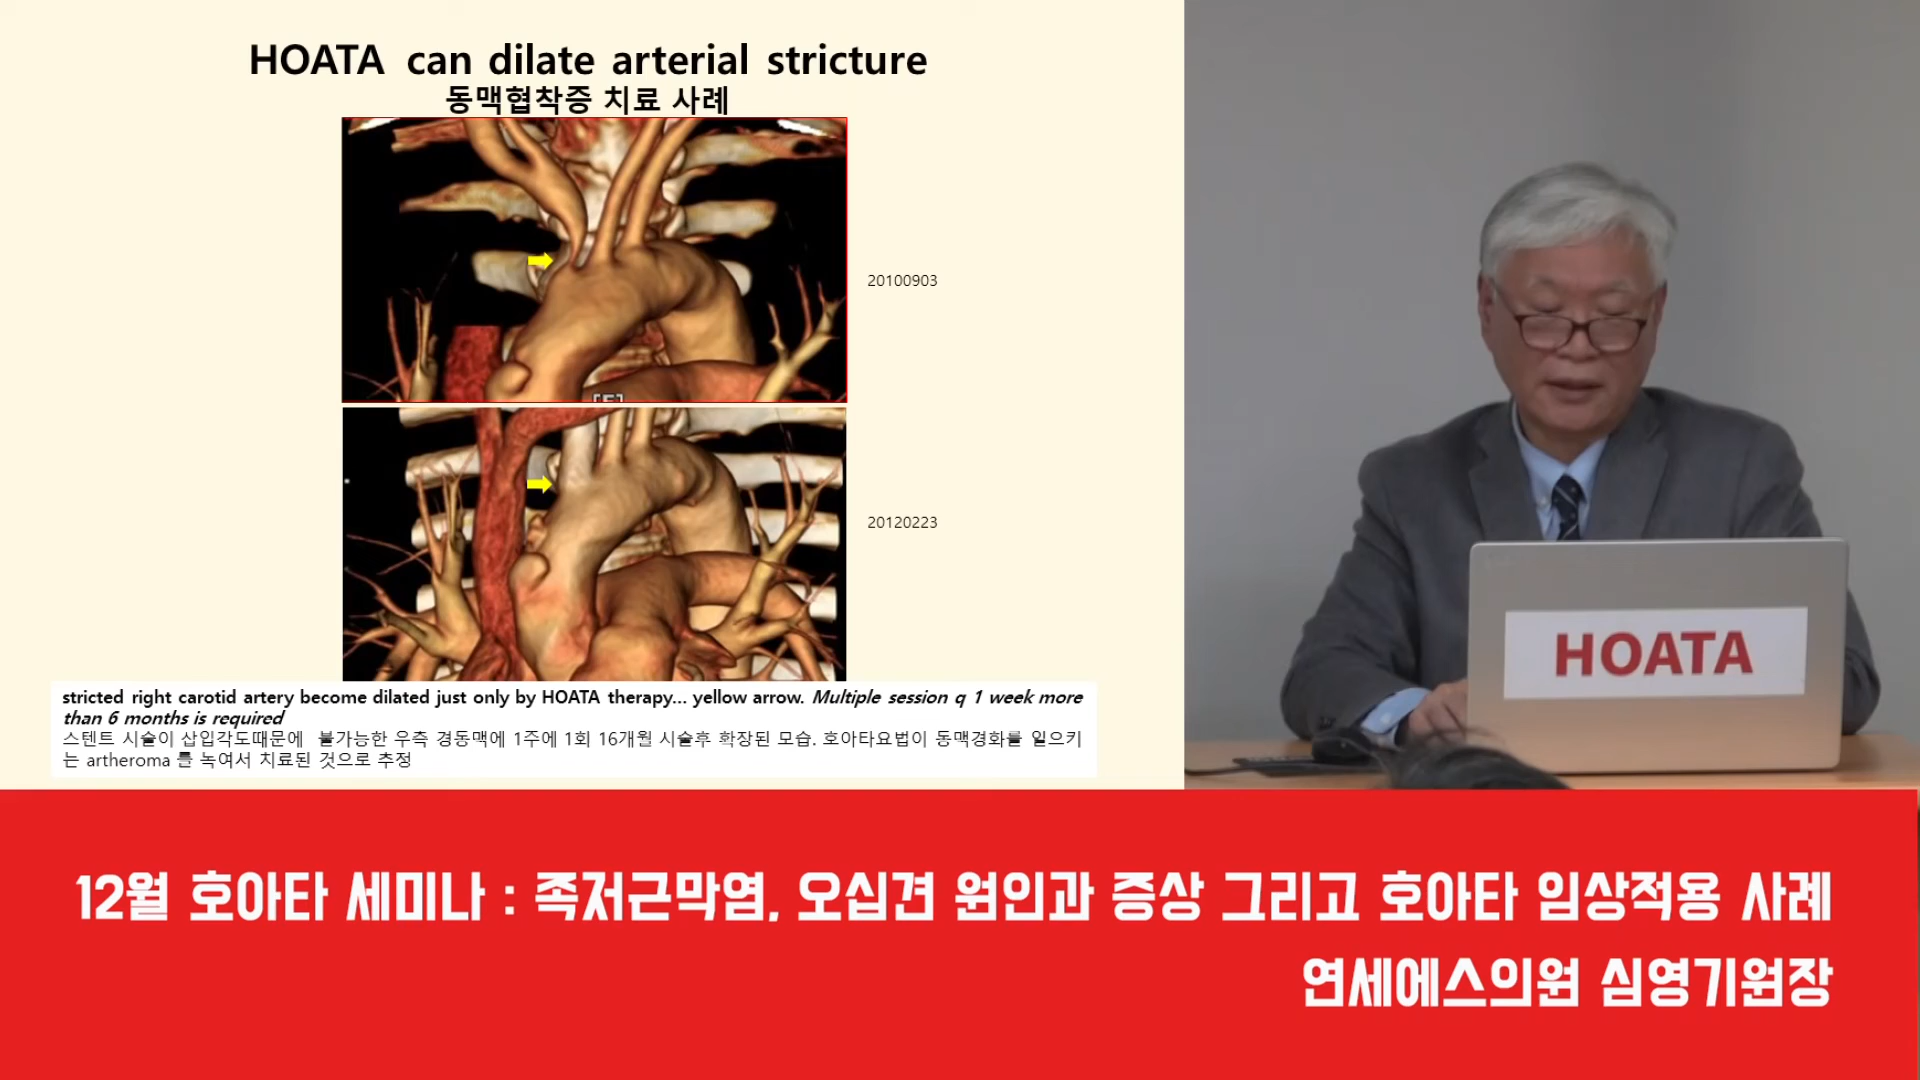 HOATA can dilate arterial stricture
동맥협착증 치료 사례
20100903
[F]
20120223
stricted right carotid artery become dilated just only by HOATA therapy... yellow arrow. Multiple session q 1 week more
than 6 months is required
스텐트 시술이 삽입각도때문에 불가능한 우측 경동맥에 1주에 1회 16개월 시술후 확장된 모습. 호아타요법이 동맥경화를 일으키
는 artheroma 를 녹여서 치료된 것으로 추정
HOATA
12월 호아타 세미나 : 족저근막염, 오십견 원인과 증상 그리고 호아타 임상적용 사례
연세에스의원 심영기원장